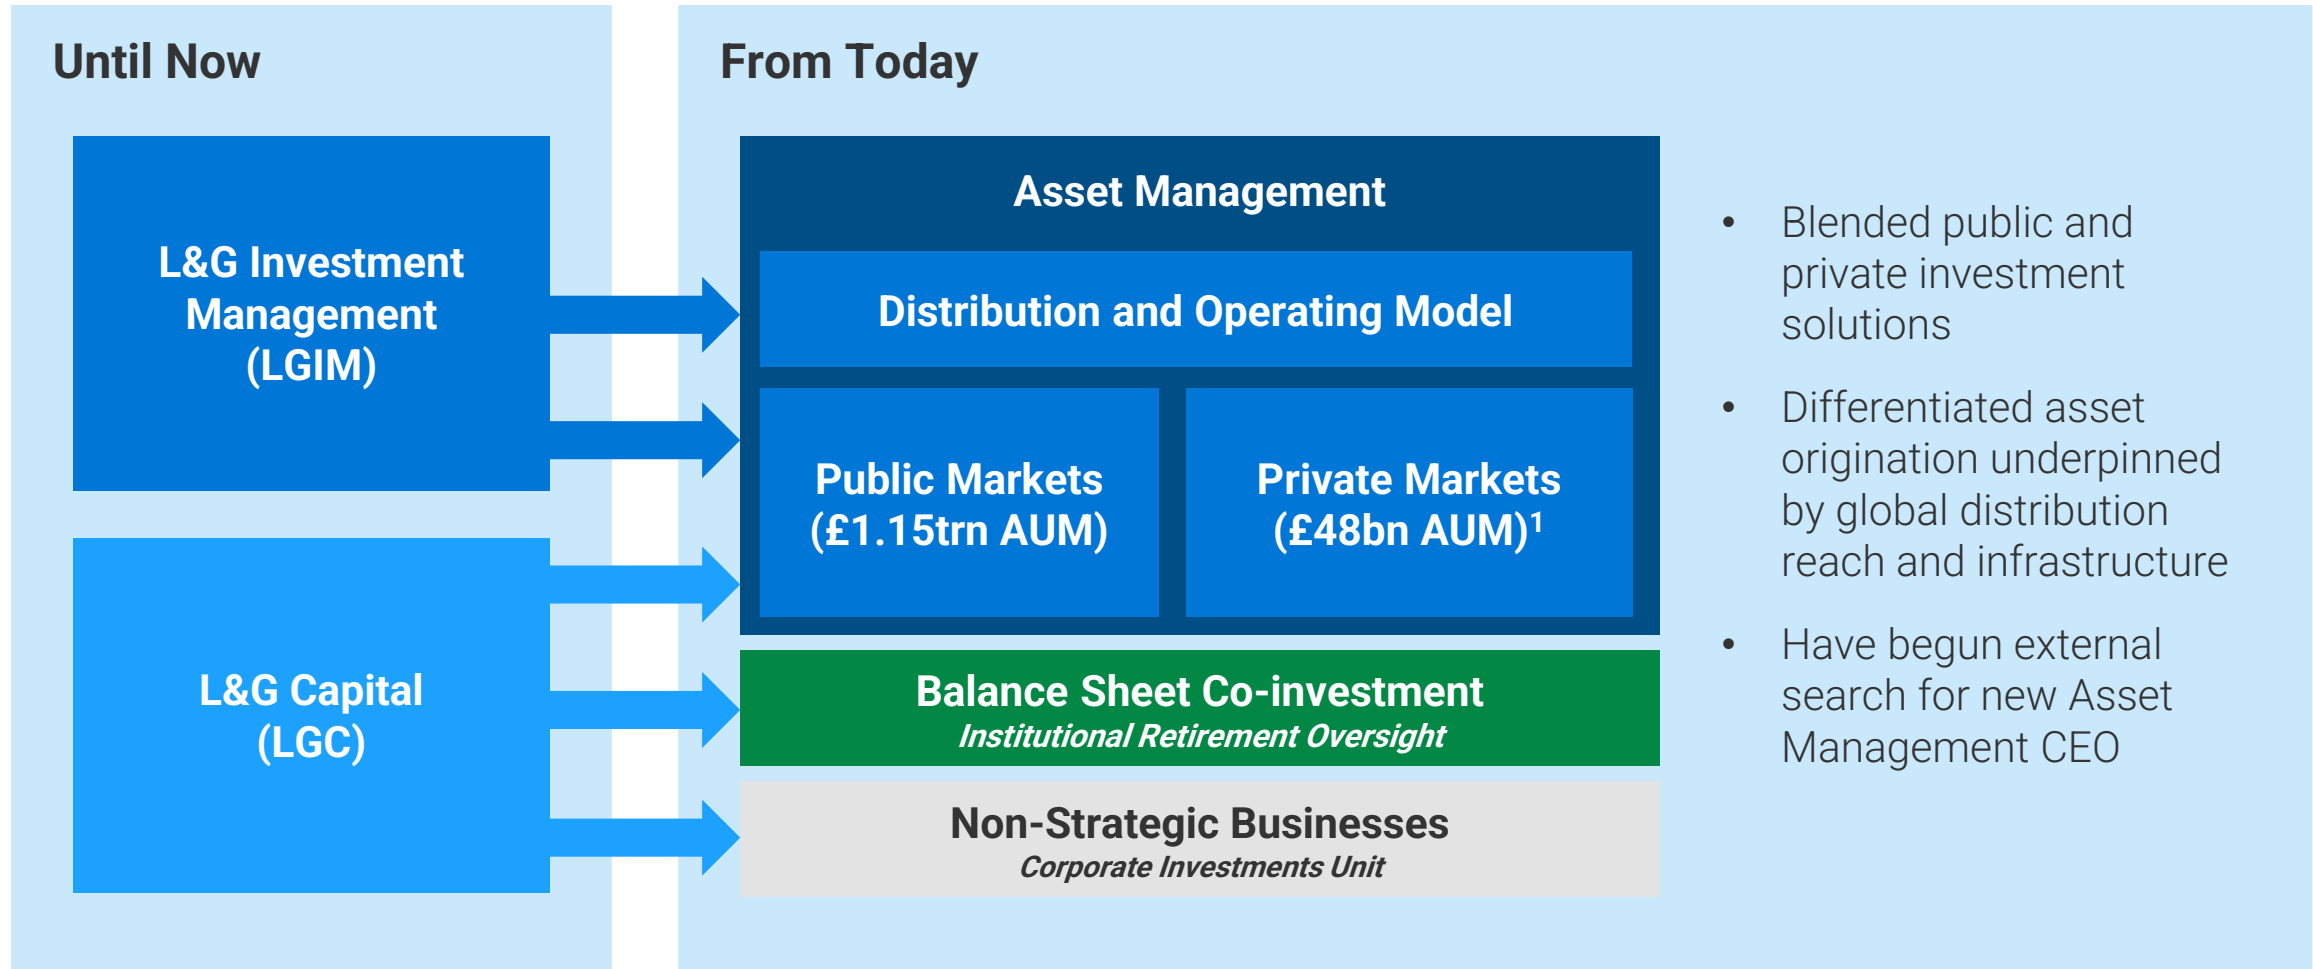 Until Now
L&G Investment
Management
(LGIM)
L&G Capital
(LGC)
From Today
Asset Management
Distribution and Operating Model
Public Markets
(£1.15trn AUM)
Private Markets
(£48bn AUM)¹
Balance Sheet Co-investment
Institutional Retirement Oversight
Non-Strategic Businesses
Corporate Investments Unit
• Blended public and
private investment
solutions
• Differentiated asset
origination underpinned
by global distribution
reach and infrastructure
• Have begun external
search for new Asset
Management CEO